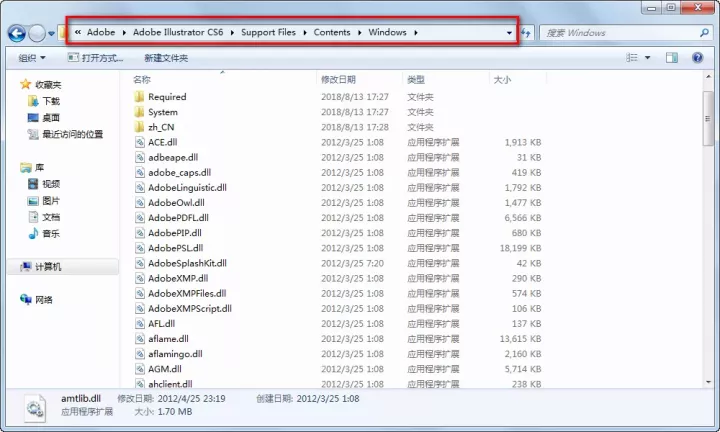 « Adobe ▸ Adobe Illustrator CS6 ▸ Support Files ▸ Contents ▸ Windows ▸ 搜索 Windows
组织 打开方式... 新建文件夹
名称 修改日期 类型 大小
收藏夹
下载
桌面
最近访问的位置
库
视频
图片
文档
音乐
计算机
网络
Required 2018/8/13 17:27 文件夹
System 2018/8/13 17:27 文件夹
zh_CN 2018/8/13 17:28 文件夹
ACE.dll 2012/3/25 1:08 应用程序扩展 1,913 KB
adbeape.dll 2012/3/25 1:08 应用程序扩展 31 KB
adobe_caps.dll 2012/3/25 1:08 应用程序扩展 419 KB
AdobeLinguistic.dll 2012/3/25 1:08 应用程序扩展 1,792 KB
AdobeOwl.dll 2012/3/25 1:08 应用程序扩展 1,477 KB
AdobePDFL.dll 2012/3/25 1:08 应用程序扩展 6,566 KB
AdobePIP.dll 2012/3/25 1:08 应用程序扩展 680 KB
AdobePSL.dll 2012/3/25 1:08 应用程序扩展 18,199 KB
AdobeSplashKit.dll 2012/3/25 7:20 应用程序扩展 42 KB
AdobeXMP.dll 2012/3/25 1:08 应用程序扩展 290 KB
AdobeXMPFiles.dll 2012/3/25 1:08 应用程序扩展 574 KB
AdobeXMPScript.dll 2012/3/25 1:08 应用程序扩展 106 KB
AFL.dll 2012/3/25 1:08 应用程序扩展 137 KB
aflame.dll 2012/3/25 1:08 应用程序扩展 13,615 KB
aflamingo.dll 2012/3/25 1:08 应用程序扩展 2,160 KB
AGM.dll 2012/3/25 1:08 应用程序扩展 5,714 KB
ahclient.dll 2012/3/25 1:08 应用程序扩展 238 KB
amtlib.dll 修改日期: 2012/4/25 23:19 创建日期: 2012/3/25 1:08
应用程序扩展 大小: 1.70 MB